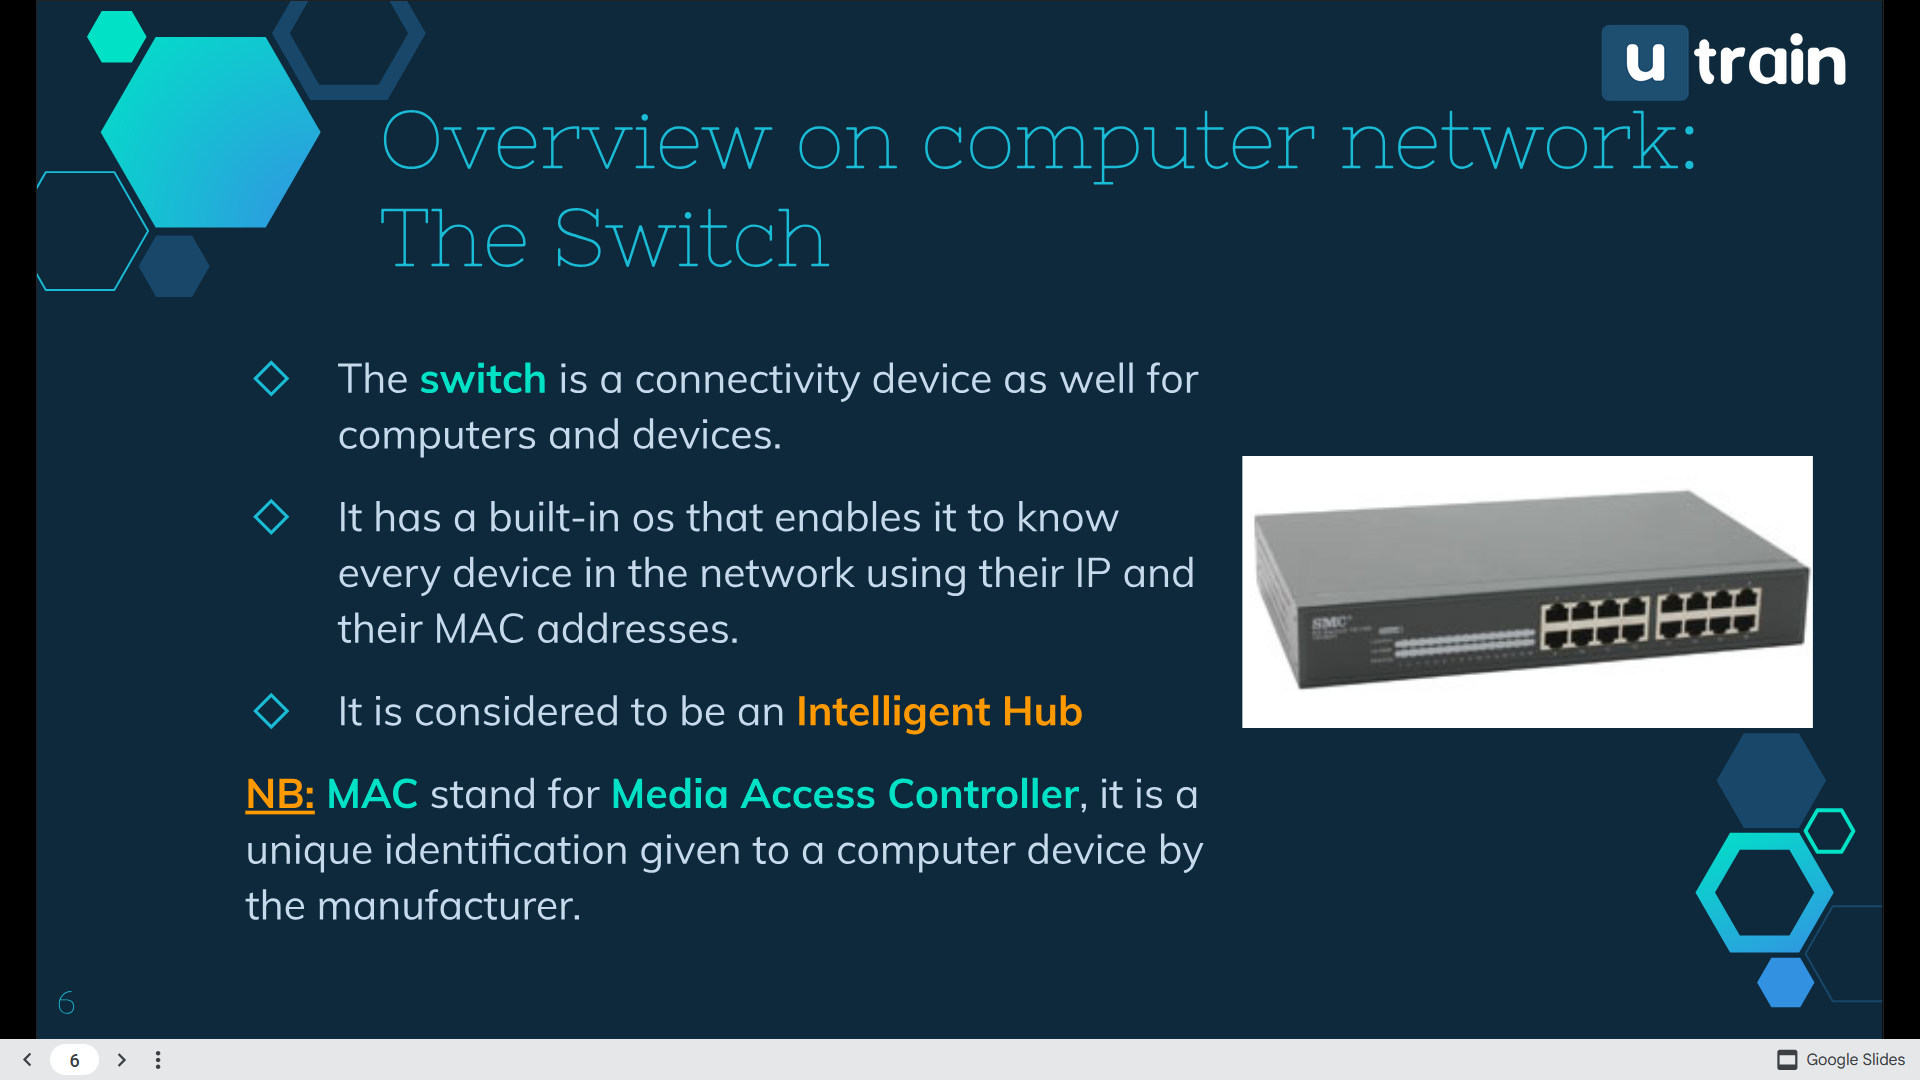 u train
Overview on computer network:
The Switch
The switch is a connectivity device as well for
computers and devices.
It has a built-in os that enables it to know
every device in the network using their IP and
their MAC addresses.
It is considered to be an Intelligent Hub
NB: MAC stand for Media Access Controller, it is a
unique identification given to a computer device by
the manufacturer.
SMC
6
6
Google Slides